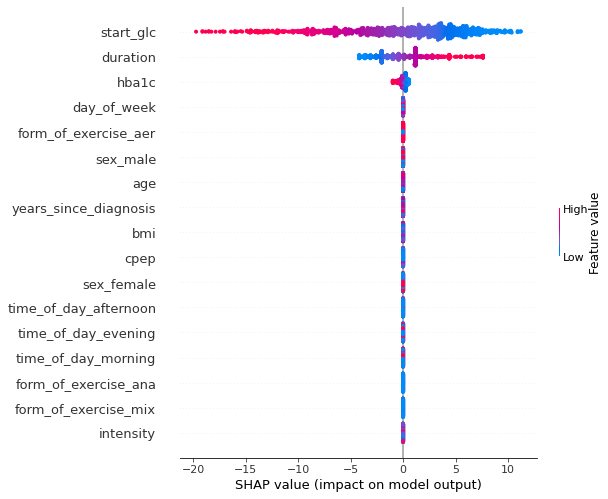 start_glc
duration
hba1c
day_of_week
form_of_exercise_aer
sex_male
age
years_since_diagnosis
bmi
cpep
sex_female
time_of_day_afternoon
time_of_day_evening
time_of_day_morning
form_of_exercise_ana
form_of_exercise_mix
intensity
−20 −15 −10 −5 0 5 10
SHAP value (impact on model output)
High
Low
Feature value